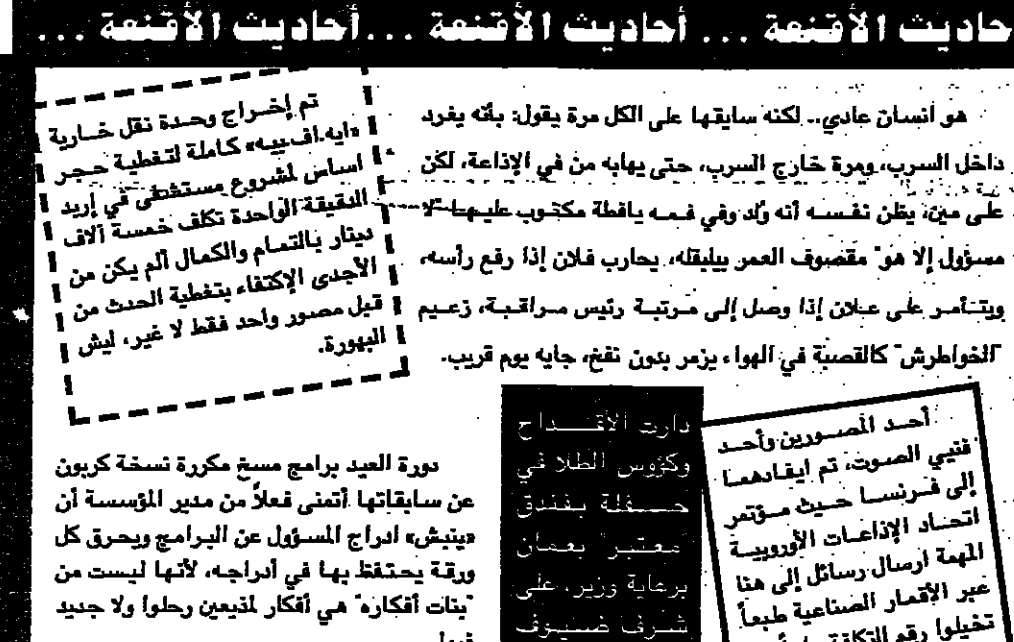 حاديث الأقنعة ... أحاديث الأقنعة ...أحاديث الأقنعة ...
هو انسان عادي.. لكنه سايقها على الكل مرة يقول: بأنه يغرد
داخل السرب، ومرة خارج السرب، حتى يهابه من في الإذاعة، لكن
على مين، يظن نفسه أنه وُلد وفي فمه يافطة مكتوب عليها "لا
مسؤول إلا هو" مقصوف العمر بيلبقله، يحارب فلان إذا رفع رأسه،
ويتآمر على علان إذا وصل إلى مرتبة رئيس مراقبة، زعيم
"الخواطرش" كالقصبة في الهواء يزمر بدون نفخ، جايه يوم قريب.
تم إخراج وحدة نقل خارية
«ايه.اف.بيه» كاملة لتغطية حجر
اساس لمشروع مستشفى في إربد
الدقيقة الواحدة تكلف خمسة آلاف
دينار بالتمام والكمال ألم يكن من
الأجدى الإكتفاء بتغطية الحدث من
قبل مصور واحد فقط لا غير، ليش
البهورة.
أحد المصورين وأحد
فنيي الصوت، تم ايفادهما
إلى فرنسا حيث مؤتمر
اتحاد الإذاعات الأوروبية
المهمة ارسال رسائل إلى هنا
عبر الأقمار الصناعية طبعاً
تخيلوا رقم التكلفة
دارت الأقداح
وكؤوس الطلا في
حفلة بفندق
"معتبر" بعمان
برعاية وزير، على
شرف ضيوف
دورة العيد برامج مسخ مكررة نسخة كربون
عن سابقاتها أتمنى فعلاً من مدير المؤسسة أن
«ينبش» ادراج المسؤول عن البرامج ويحرق كل
ورقة يحتفظ بها في أدراجه، لأنها ليست من
"بنات أفكاره" هي أفكار لمذيعين رحلوا ولا جديد